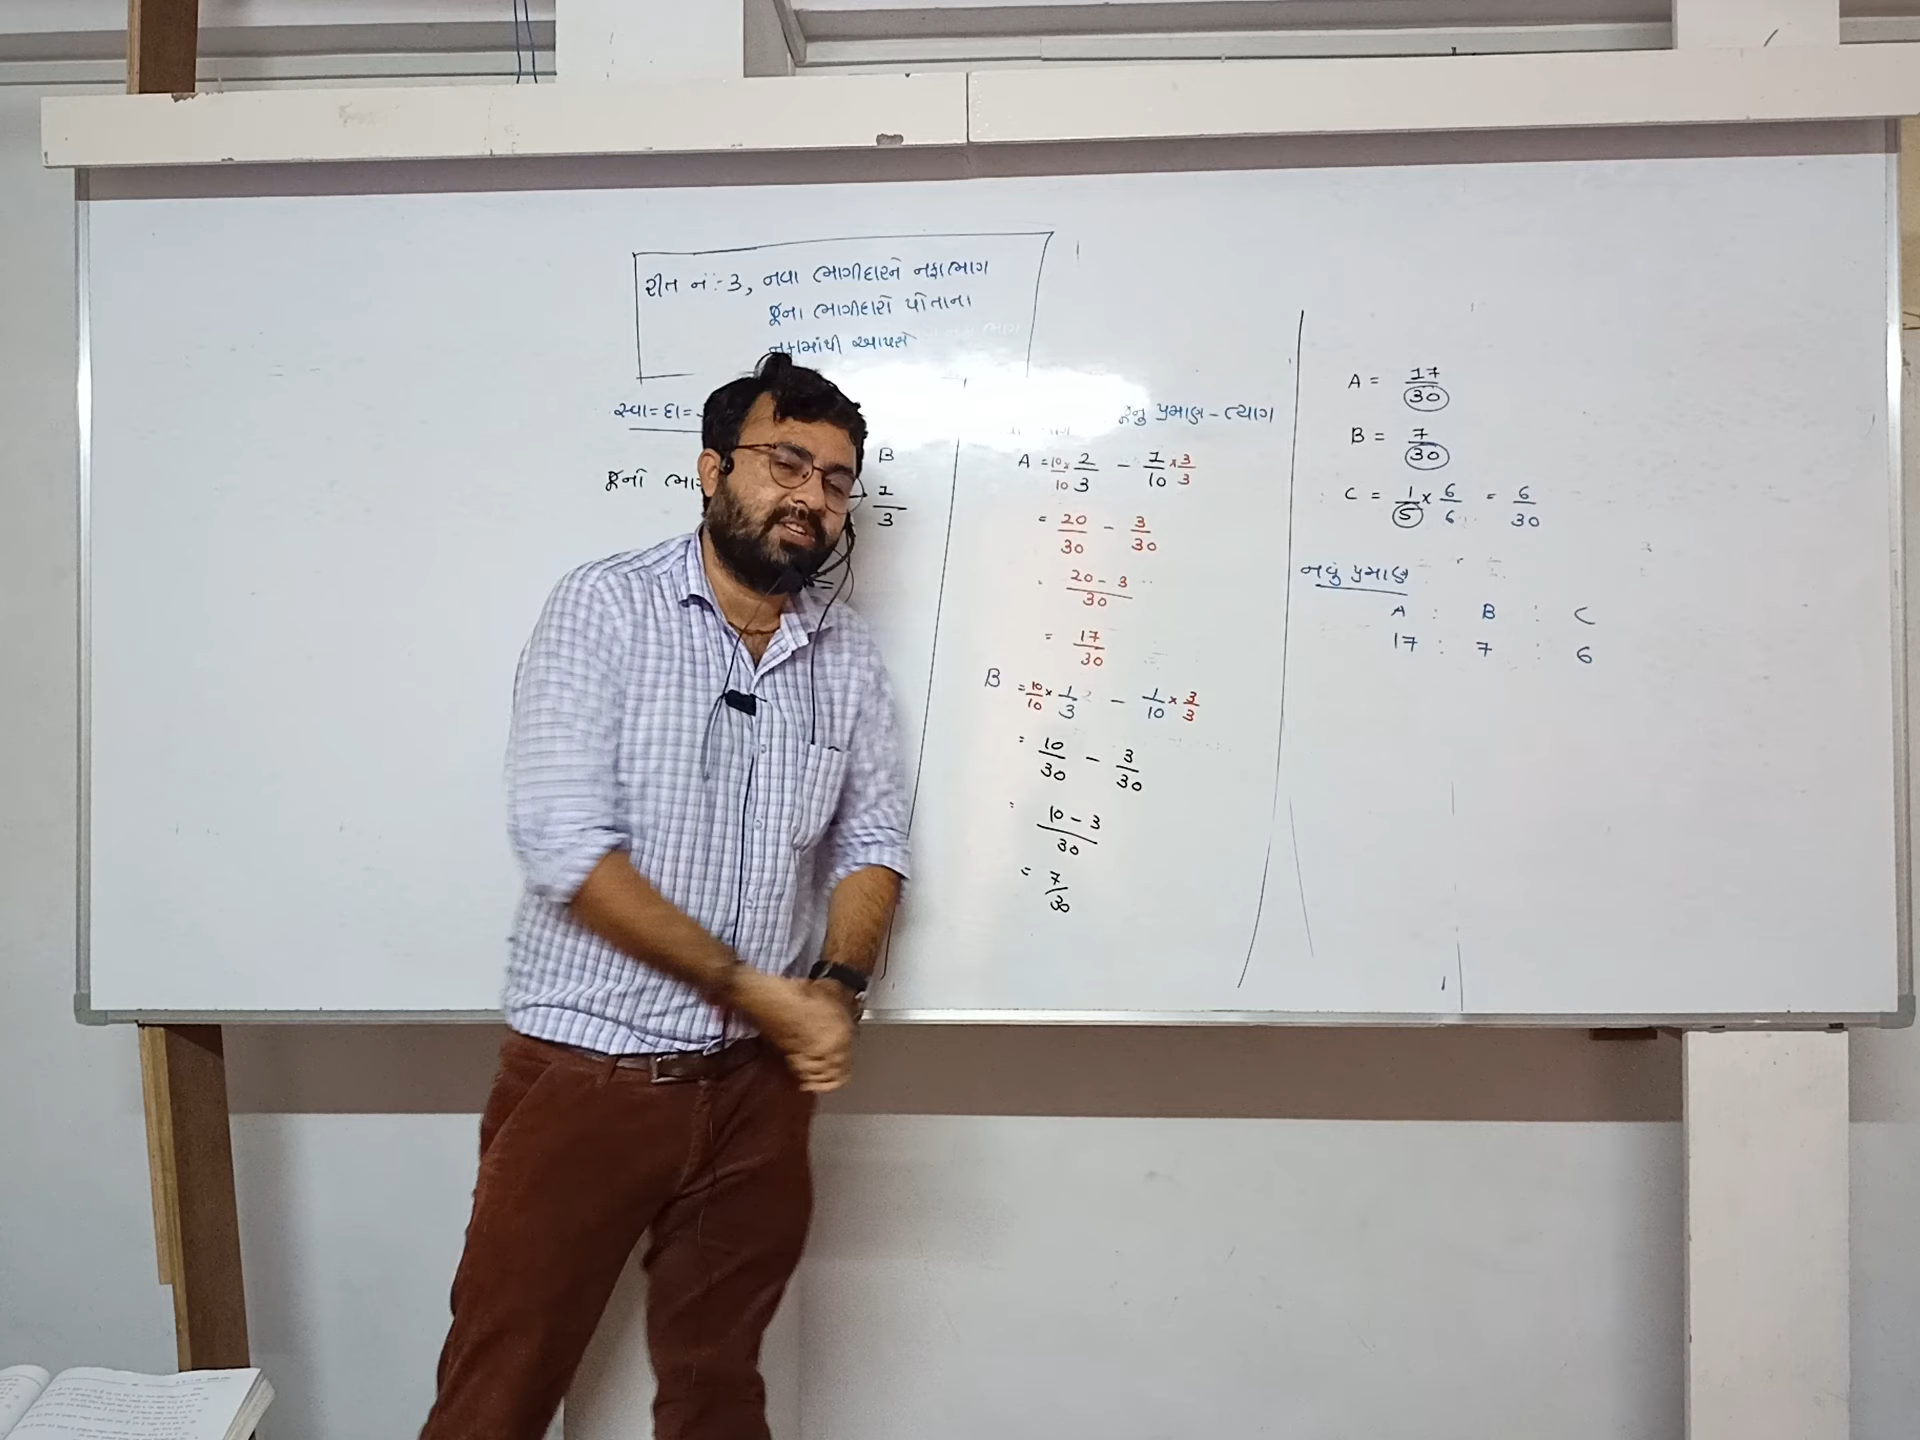 રીત નં:- 3, નવા ભાગીદારને નફાભાગ
જૂના ભાગીદારો પોતાના
નફામાંથી આપશે
સ્વા=દા=
જૂનો
B
1/3
પ્રમાણ - ત્યાગ
A = 10/10 × 2/3 - 1/10 × 3/3
= 20/30 - 3/30
= 20 - 3/30
= 17/30
B = 10/10 × 1/3 - 1/10 × 3/3
= 10/30 - 3/30
= 10 - 3/30
= 7/30
A = 17/30
B = 7/30
C = 1/5 × 6/6 = 6/30
નવું પ્રમાણ
A : B : C
17 : 7 : 6